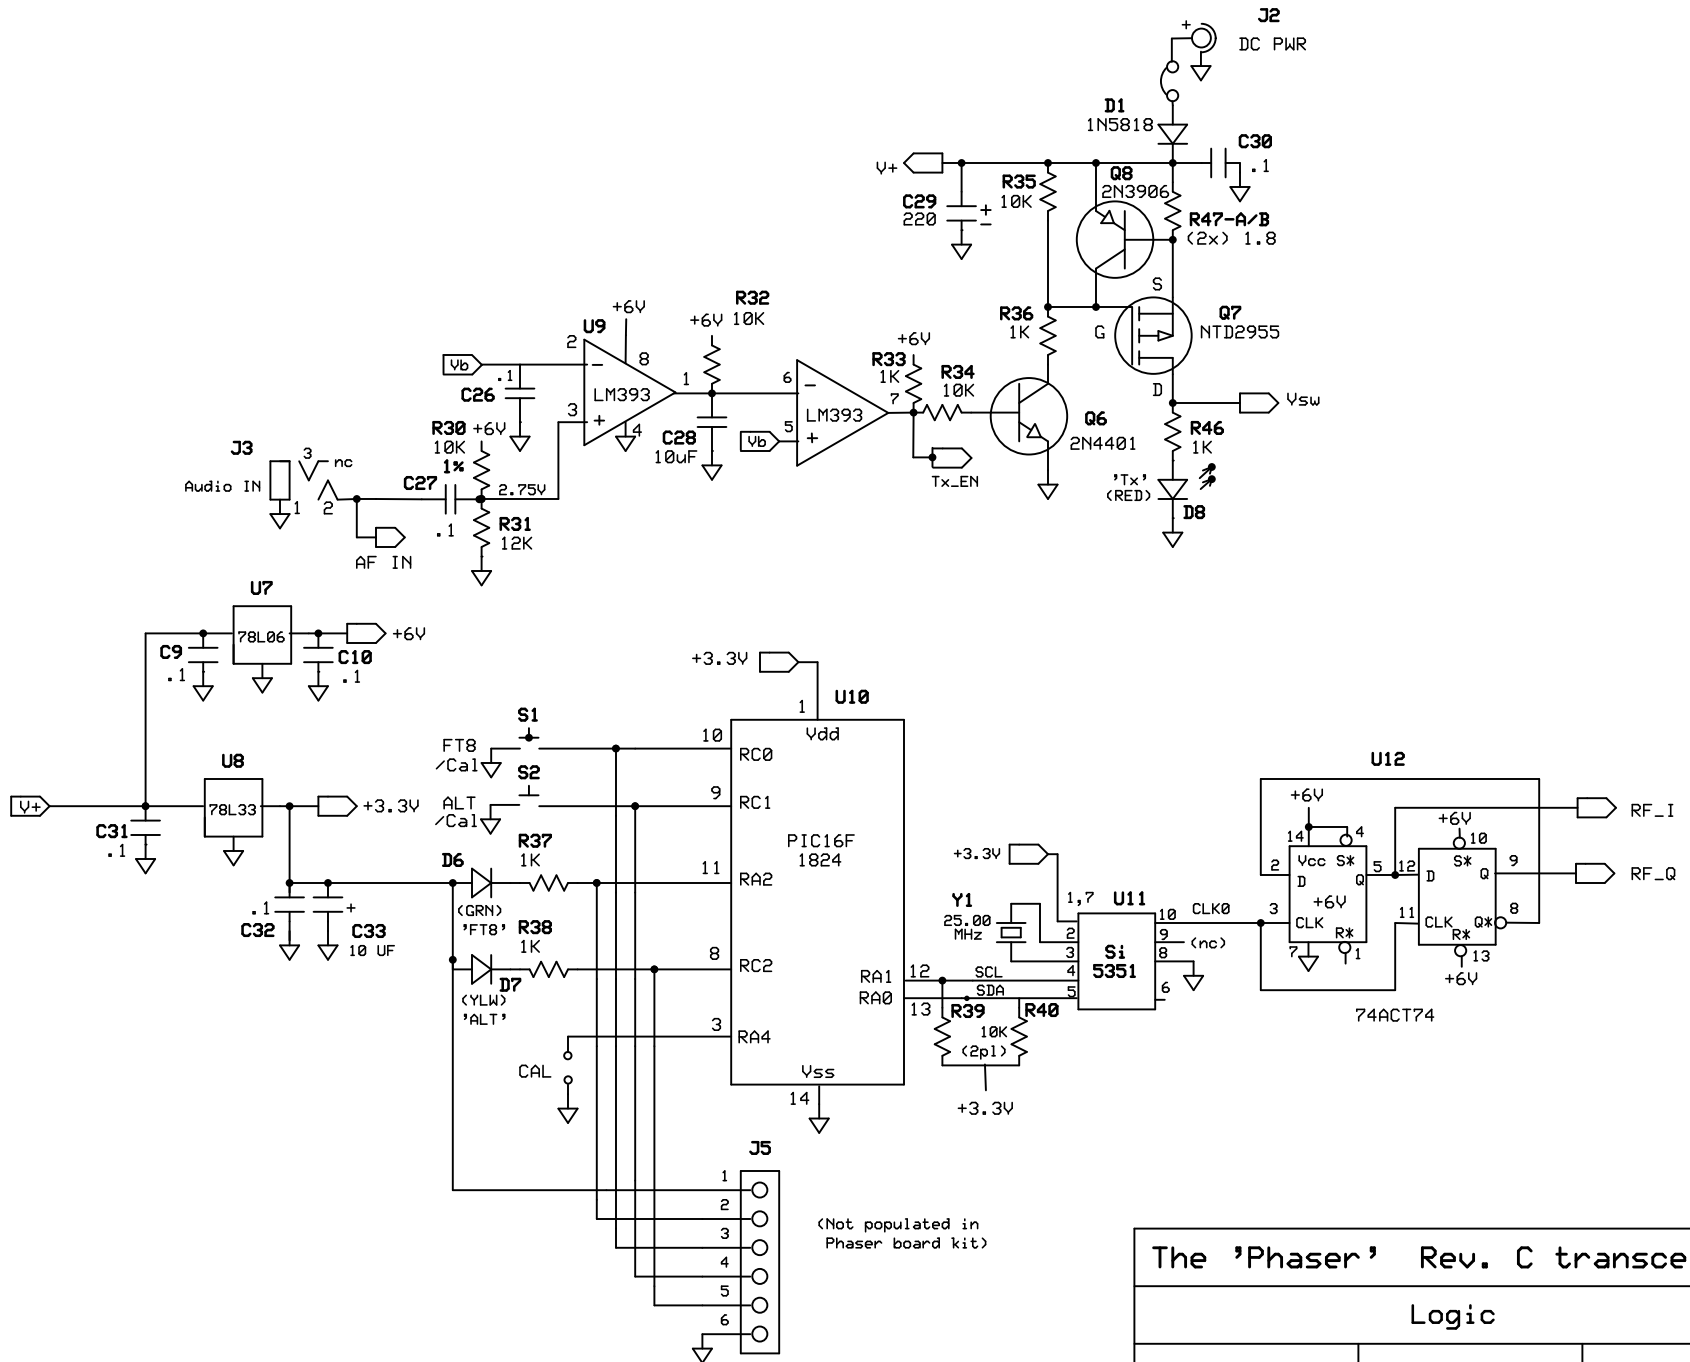 J2
+
DC PWR
D1
1N5818
V+
C30
.1
R35
10K
Q8
2N3906
C29
220
+
−
R47-A/B
(2x) 1.8
S
Q7
NTD2955
G
D
R36
1K
+6V
U9
2
8
Vb
−
.1
C26
LM393
1
3
+
4
+6V
R32
10K
C28
10uF
6
−
LM393
5
+
Vb
7
+6V
R33
1K
R34
10K
Q6
2N4401
Tx_EN
Vsw
R46
1K
'Tx'
(RED)
D8
R30
+6V
10K
1%
J3
3
nc
C27
2.75V
Audio IN
1
2
.1
R31
12K
AF IN
U7
78L06
+6V
C9
.1
C10
.1
U8
V+
78L33
+3.3V
C31
.1
.1
C32
+
C33
10 UF
+3.3V
U10
1
Vdd
S1
10
RC0
FT8
/Cal
S2
9
RC1
ALT
/Cal
PIC16F
1824
R37
1K
D6
11
RA2
(GRN)
'FT8'
R38
1K
8
RC2
D7
(YLW)
'ALT'
3
RA4
CAL
Vss
14
RA1
12
SCL
RA0
SDA
13
R39
R40
10K
(2pl)
+3.3V
+3.3V
1,7
U11
Y1
25.00
MHz
2
3
4
5
Si
5351
10
CLK0
9
(nc)
8
6
U12
+6V
14
4
2
Vcc
S*
5
D
Q
+6V
3
CLK
R*
7
1
+6V
10
12
S*
9
D
Q
11
CLK
Q*
8
R*
13
+6V
74ACT74
RF_I
RF_Q
J5
1
2
3
4
5
6
(Not populated in
Phaser board kit)
The 'Phaser' Rev. C transce
Logic